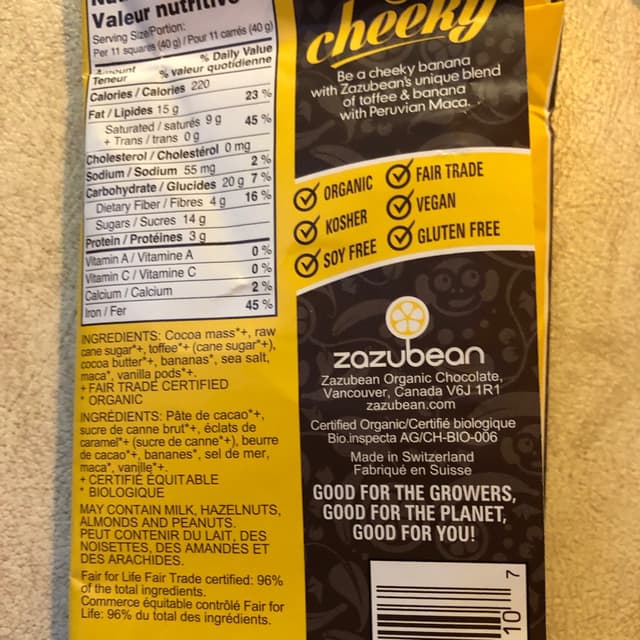 Valeur nutritive
Serving Size/Portion:
Per 11 squares (40 g) / Pour 11 carrés (40 g)
Amount
Teneur
% Daily Value
% valeur quotidienne
Calories / Calories 220
Fat / Lipides 15 g 23 %
Saturated / saturés 9 g
+ Trans / trans 0 g 45 %
Cholesterol / Cholestérol 0 mg
Sodium / Sodium 55 mg 2 %
Carbohydrate / Glucides 20 g 7 %
Dietary Fiber / Fibres 4 g 16 %
Sugars / Sucres 14 g
Protein / Protéines 3 g
Vitamin A / Vitamine A 0 %
Vitamin C / Vitamine C 0 %
Calcium / Calcium 2 %
Iron / Fer 45 %
INGREDIENTS: Cocoa mass*+, raw
cane sugar*+, toffee*+ (cane sugar*+),
cocoa butter*+, bananas*, sea salt,
maca*, vanilla pods*+.
+ FAIR TRADE CERTIFIED
* ORGANIC
INGRÉDIENTS: Pâte de cacao*+,
sucre de canne brut*+, éclats de
caramel*+ (sucre de canne*+), beurre
de cacao*+, bananes*, sel de mer,
maca*, vanille*+.
+ CERTIFIÉ ÉQUITABLE
* BIOLOGIQUE
MAY CONTAIN MILK, HAZELNUTS,
ALMONDS AND PEANUTS.
PEUT CONTENIR DU LAIT, DES
NOISETTES, DES AMANDES ET
DES ARACHIDES.
Fair for Life Fair Trade certified: 96%
of the total ingredients.
Commerce équitable contrôlé Fair for
Life: 96% du total des ingrédients.
cheeky
Be a cheeky banana
with Zazubean's unique blend
of toffee & banana
with Peruvian Maca.
ORGANIC
FAIR TRADE
KOSHER
VEGAN
SOY FREE
GLUTEN FREE
zazubean
Zazubean Organic Chocolate,
Vancouver, Canada V6J 1R1
zazubean.com
Certified Organic/Certifié biologique
Bio.inspecta AG/CH-BIO-006
Made in Switzerland
Fabriqué en Suisse
GOOD FOR THE GROWERS,
GOOD FOR THE PLANET,
GOOD FOR YOU!
7
10